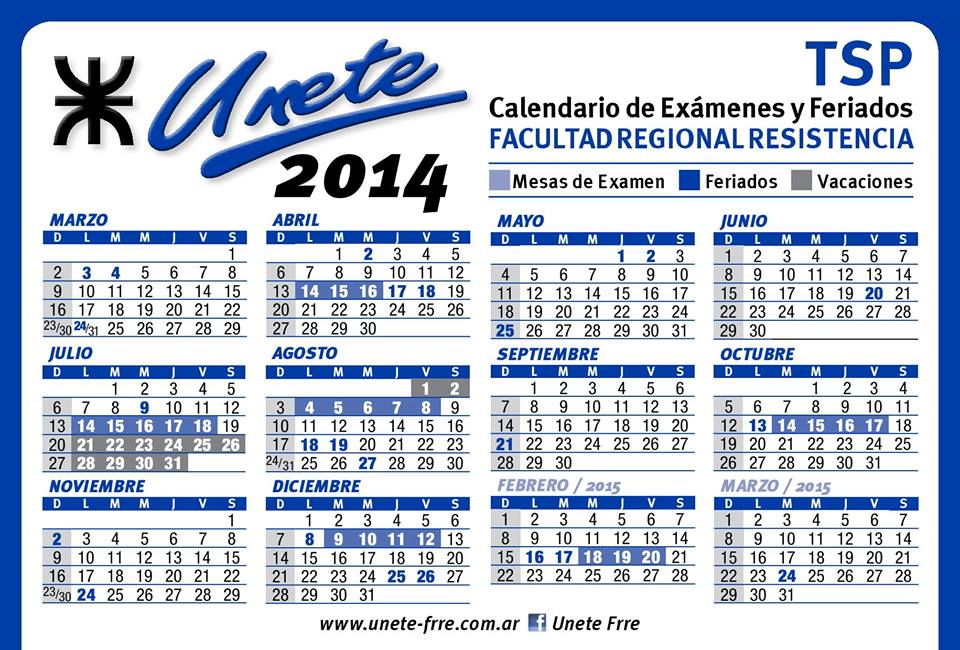 Unete
2014
TSP
Calendario de Exámenes y Feriados
FACULTAD REGIONAL RESISTENCIA
Mesas de Examen Feriados Vacaciones
MARZO
D L M M J V S
1
2 3 4 5 6 7 8
9 10 11 12 13 14 15
16 17 18 19 20 21 22
23/30 24/31 25 26 27 28 29
ABRIL
D L M M J V S
1 2 3 4 5
6 7 8 9 10 11 12
13 14 15 16 17 18 19
20 21 22 23 24 25 26
27 28 29 30
MAYO
D L M M J V S
1 2 3
4 5 6 7 8 9 10
11 12 13 14 15 16 17
18 19 20 21 22 23 24
25 26 27 28 29 30 31
JUNIO
D L M M J V S
1 2 3 4 5 6 7
8 9 10 11 12 13 14
15 16 17 18 19 20 21
22 23 24 25 26 27 28
29 30
JULIO
D L M M J V S
1 2 3 4 5
6 7 8 9 10 11 12
13 14 15 16 17 18 19
20 21 22 23 24 25 26
27 28 29 30 31
AGOSTO
D L M M J V S
1 2
3 4 5 6 7 8 9
10 11 12 13 14 15 16
17 18 19 20 21 22 23
24/31 25 26 27 28 29 30
SEPTIEMBRE
D L M M J V S
1 2 3 4 5 6
7 8 9 10 11 12 13
14 15 16 17 18 19 20
21 22 23 24 25 26 27
28 29 30
OCTUBRE
D L M M J V S
1 2 3 4
5 6 7 8 9 10 11
12 13 14 15 16 17 18
19 20 21 22 23 24 25
26 27 28 29 30 31
NOVIEMBRE
D L M M J V S
1
2 3 4 5 6 7 8
9 10 11 12 13 14 15
16 17 18 19 20 21 22
23/30 24 25 26 27 28 29
DICIEMBRE
D L M M J V S
1 2 3 4 5 6
7 8 9 10 11 12 13
14 15 16 17 18 19 20
21 22 23 24 25 26 27
28 29 30 31
FEBRERO / 2015
D L M M J V S
1 2 3 4 5 6 7
8 9 10 11 12 13 14
15 16 17 18 19 20 21
22 23 24 25 26 27 28
MARZO / 2015
D L M M J V S
1 2 3 4 5 6 7
8 9 10 11 12 13 14
15 16 17 18 19 20 21
22 23 24 25 26 27 28
29 30 31
www.unete-frre.com.ar f Unete Frre